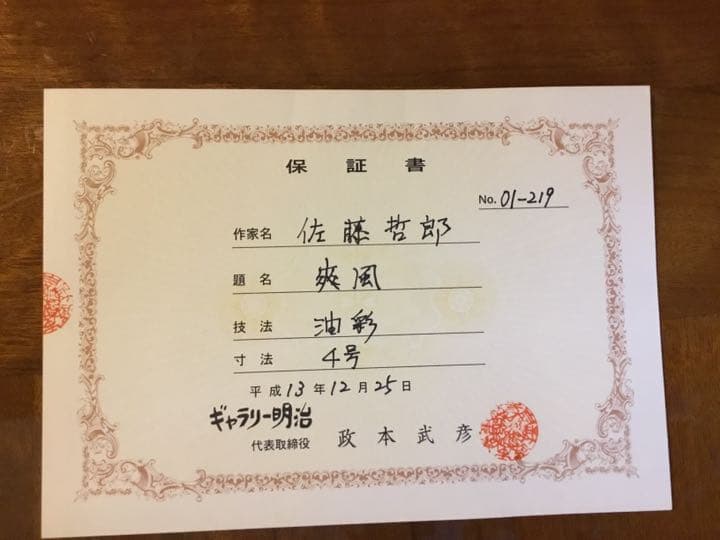 保証書
No. 01-219
作家名 佐藤哲郎
題名 爽風
技法 油彩
寸法 4号
平成13年12月25日
ギャラリー明治
代表取締役 政本武彦